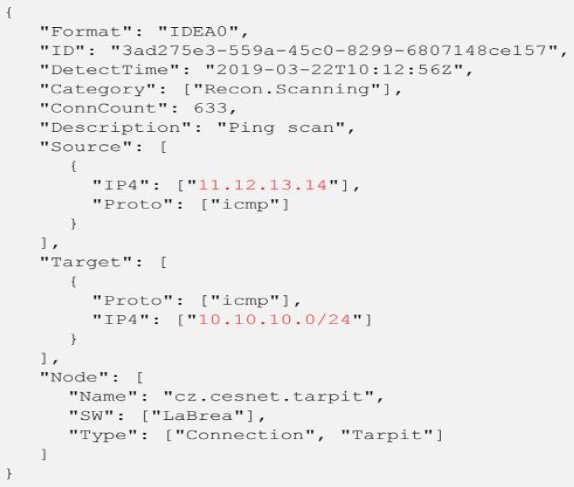 {
"Format": "IDEA0",
"ID": "3ad275e3-559a-45c0-8299-6807148ce157",
"DetectTime": "2019-03-22T10:12:56Z",
"Category": ["Recon.Scanning"],
"ConnCount": 633,
"Description": "Ping scan",
"Source": [
{
"IP4": ["11.12.13.14"],
"Proto": ["icmp"]
}
],
"Target": [
{
"Proto": ["icmp"],
"IP4": ["10.10.10.0/24"]
}
],
"Node": [
"Name": "cz.cesnet.tarpit",
"SW": ["LaBrea"],
"Type": ["Connection", "Tarpit"]
]
}